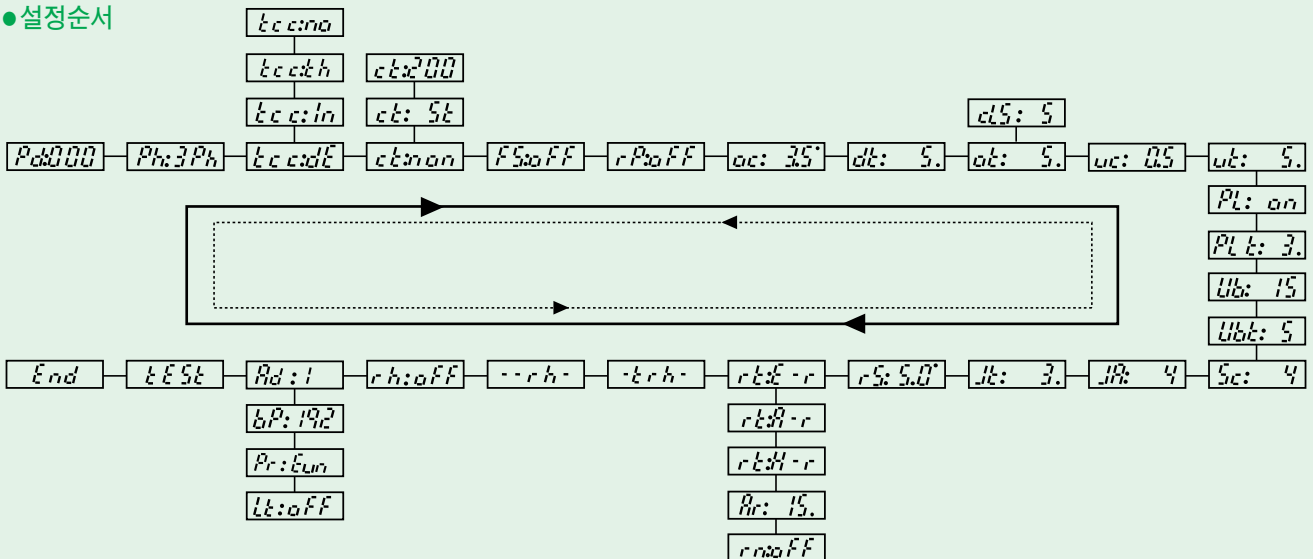 ●설정순서
tcc:no
tcc:th
ct:200
tcc:In
ct: St
dS: 5
Pd:000
Ph:3Ph
tcc:dE
ct:non
FS:oFF
rP:oFF
oc: 3.5
dt: 5.
ot: 5.
uc: 0.5
ut: 5.
PL: on
PLt: 3.
Ub: 15
Ubt: 5
End
tESt
Ad:1
rh:oFF
--rh-
-trh-
rt:E-r
rS: 5.0
Jt: 3.
JA: 4
Sc: 4
bP:192
rt:A-r
Pr:Eun
rt:H-r
Lt:oFF
Ar: 15.
rn:oFF